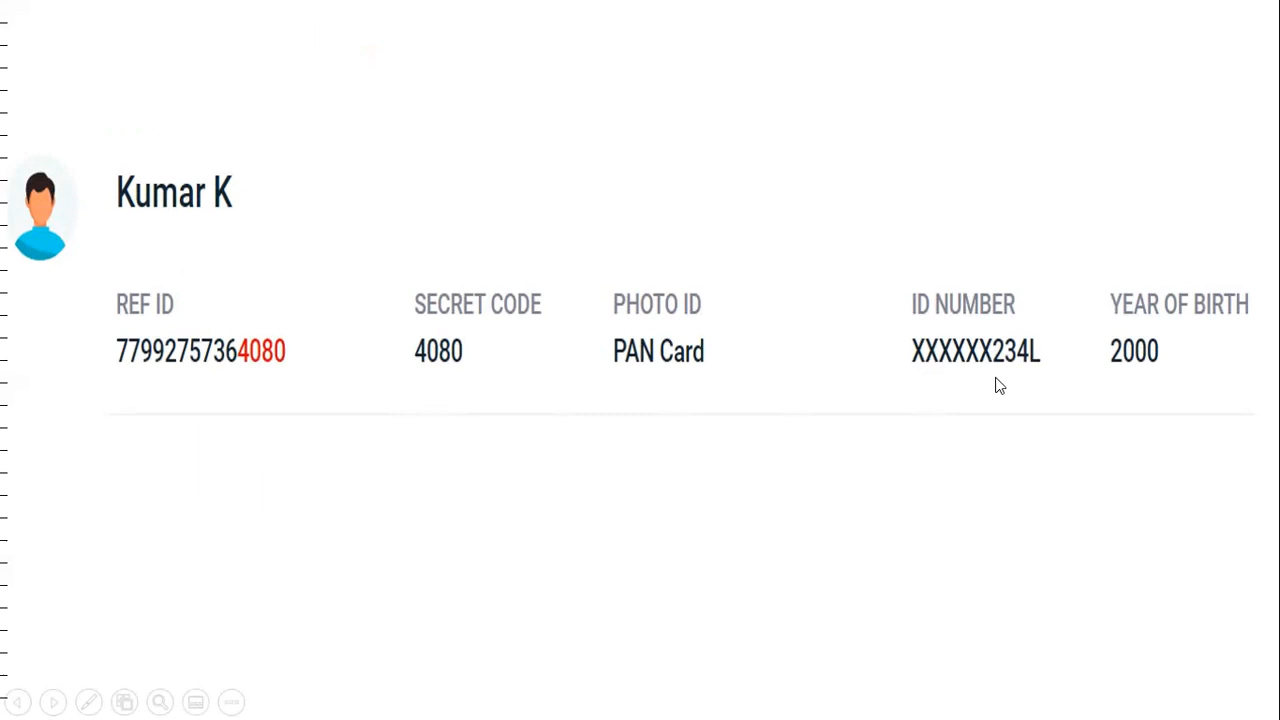 Kumar K
REF ID SECRET CODE PHOTO ID ID NUMBER YEAR OF BIRTH
77992757364080 4080 PAN Card XXXXXX234L 2000